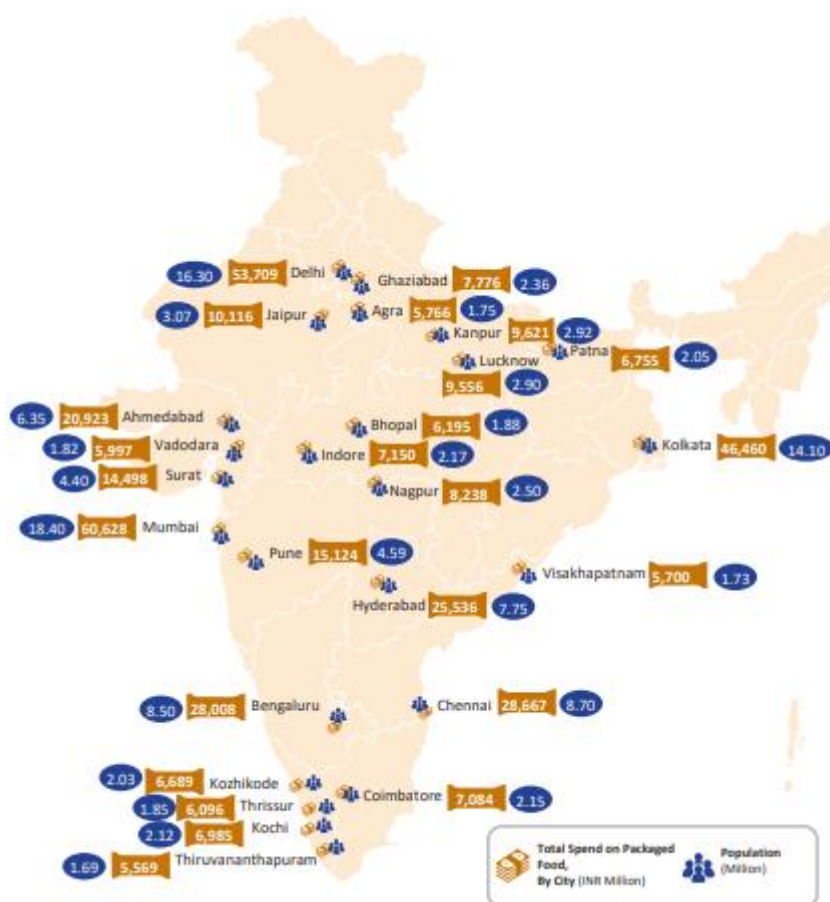 16.30 53,709 Delhi
Ghaziabad 7,776 2.36
3.07 10,116 Jaipur
Agra 5,766 1.75
Kanpur 9,621 2.92
Patna
6,755 2.05
Lucknow
9,556 2.90
6.35 20,923 Ahmedabad
Bhopal 6,195 1.88
1.82 5,997 Vadodara
Indore 7,150 2.17
Kolkata 46,460 14.10
4.40 14,498 Surat
Nagpur 8,238 2.50
18.40 60,628 Mumbai
Pune 15,124 4.59
Visakhapatnam 5,700 1.73
Hyderabad 25,536 7.75
8.50 28,008 Bengaluru
Chennai 28,667 8.70
2.03 6,689 Kozhikode
Coimbatore 7,084 2.15
1.85 6,096 Thrissur
2.12 6,985 Kochi
1.69 5,569 Thiruvananthapuram
Total Spend on Packaged
Food,
By City (INR Million)
Population
(Million)